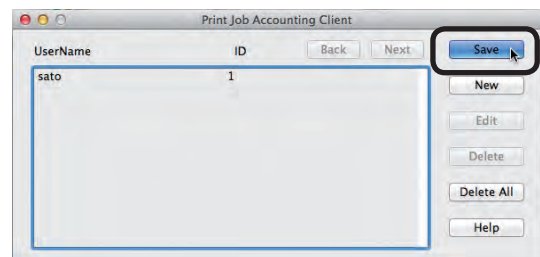 Print Job Accounting Client
UserName ID Back Next Save
sato 1
New
Edit
Delete
Delete All
Help